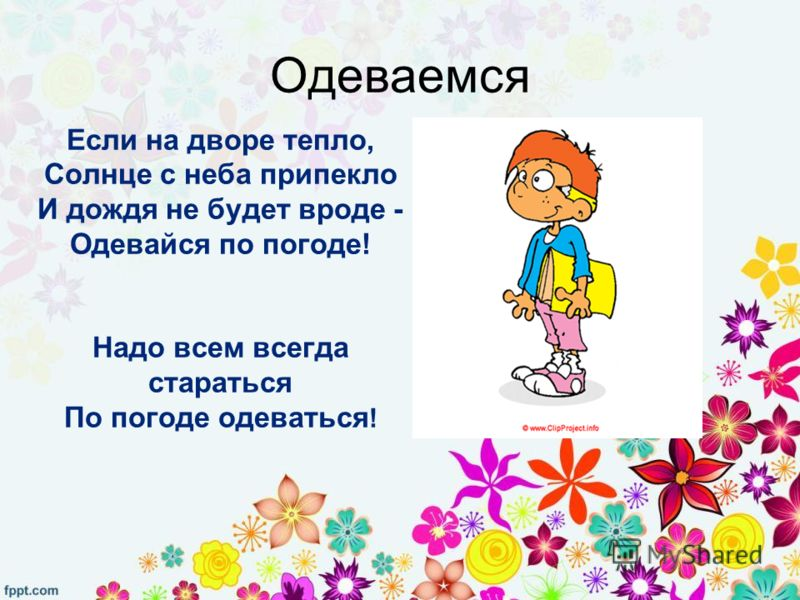 Одеваемся
Если на дворе тепло,
Солнце с неба припекло
И дождя не будет вроде -
Одевайся по погоде!
Надо всем всегда
стараться
По погоде одеваться!
© www.ClipProject.info
MyShared
fppt.com